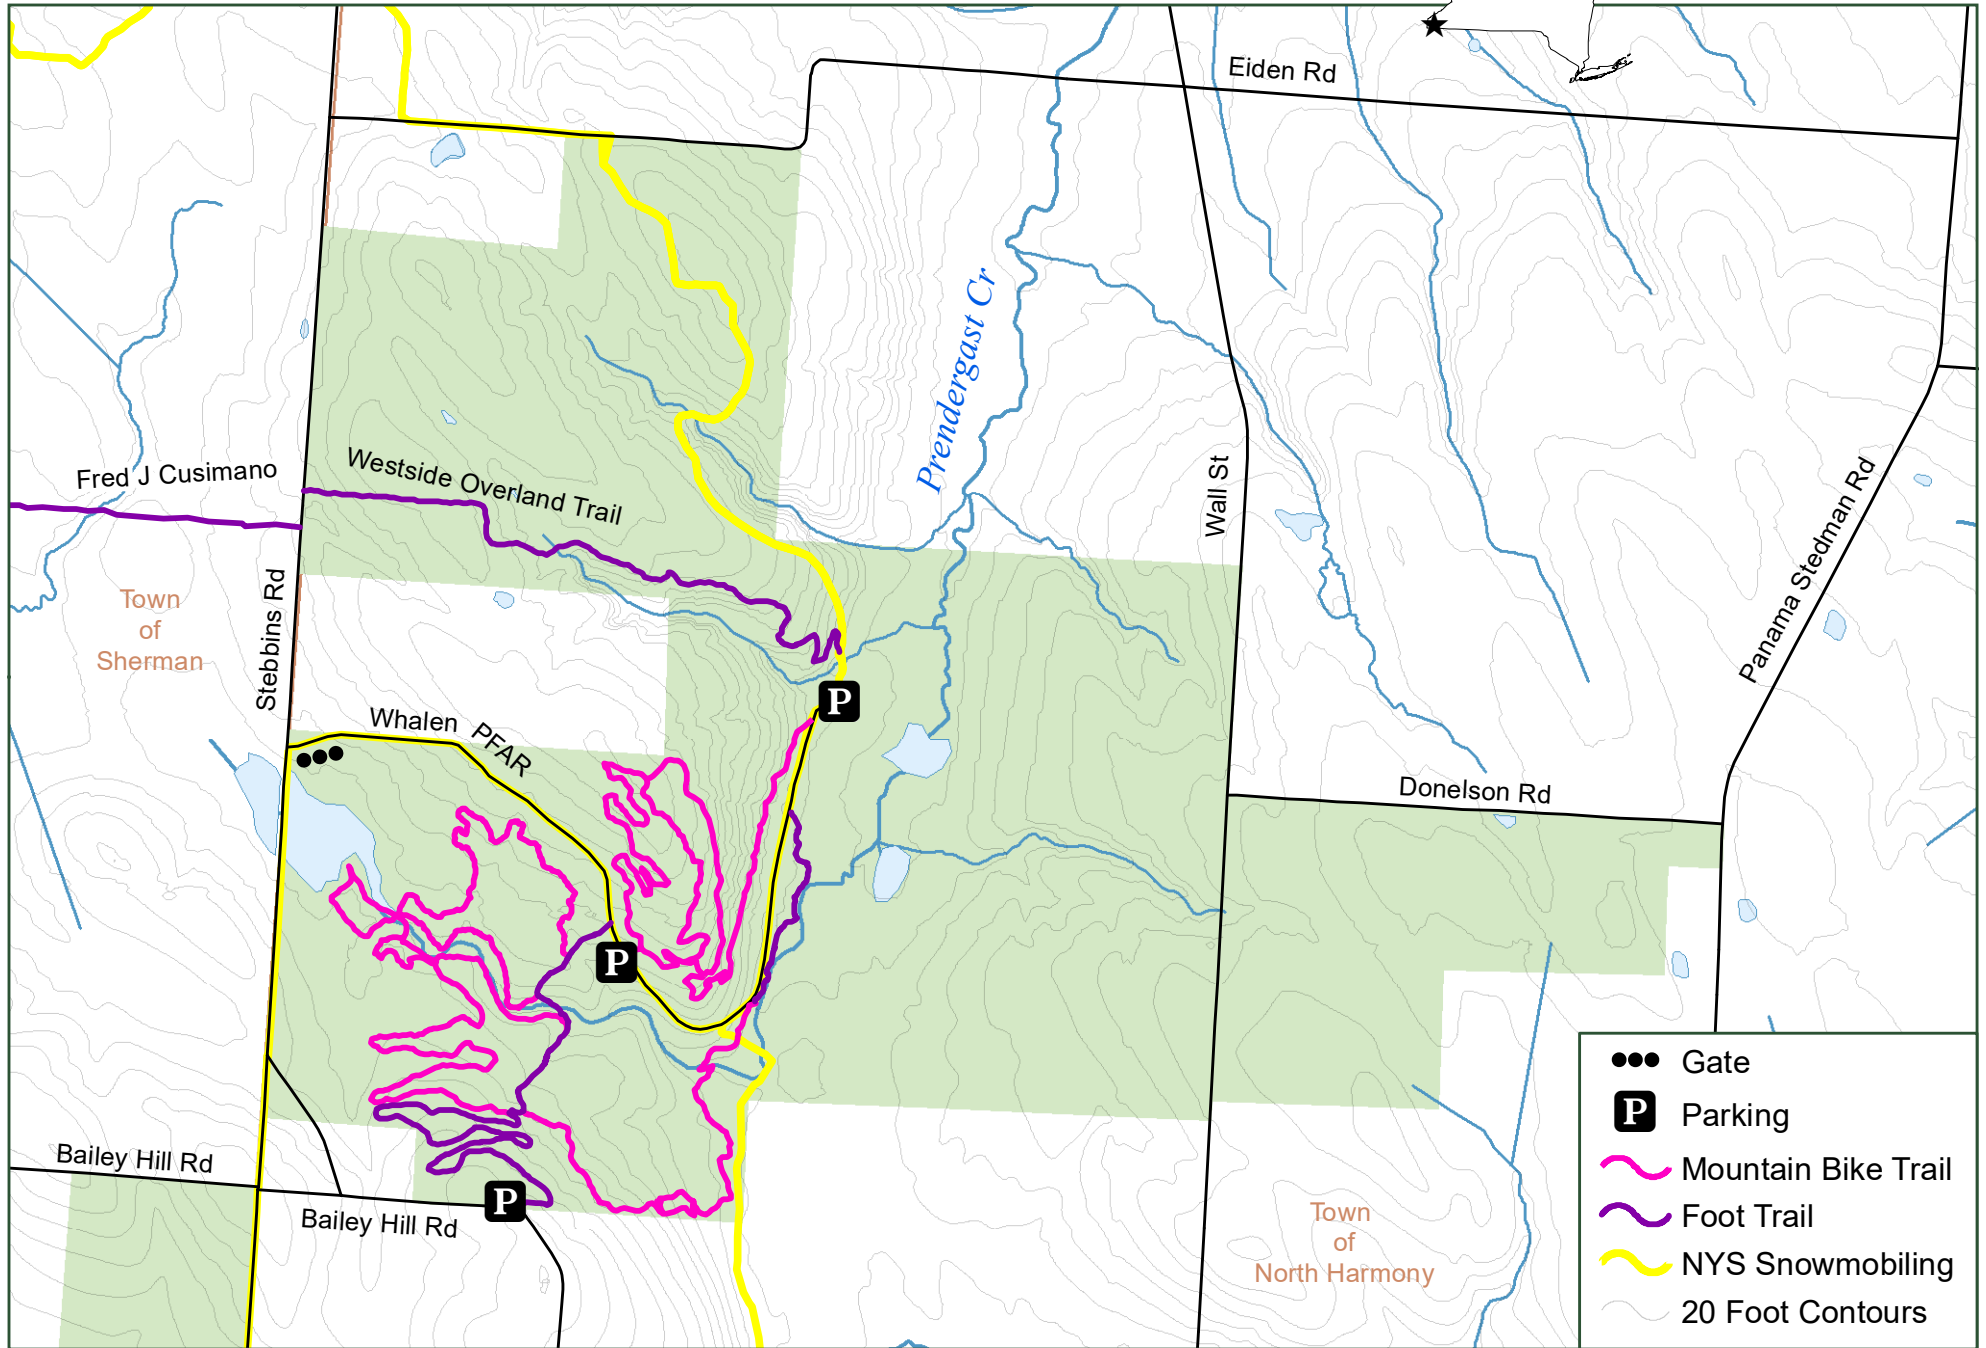 Eiden Rd
Prendergast Cr
Fred J Cusimano
Westside Overland Trail
Wall St
Panama Stedman Rd
Town
of
Sherman
Stebbins Rd
Whalen PFAR
P
Donelson Rd
P
Bailey Hill Rd
P
Bailey Hill Rd
Town
of
North Harmony
Gate
P Parking
Mountain Bike Trail
Foot Trail
NYS Snowmobiling
20 Foot Contours